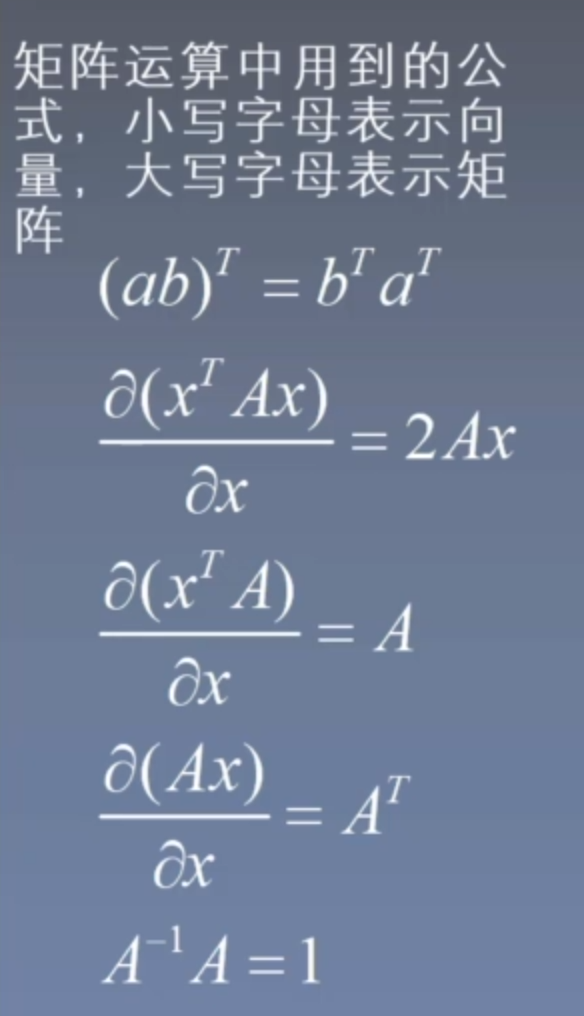 矩阵运算中用到的公
式，小写字母表示向
量，大写字母表示矩
阵
(ab)^T = b^T a^T
∂(x^T Ax)/∂x = 2Ax
∂(x^T A)/∂x = A
∂(Ax)/∂x = A^T
A^{-1} A = 1